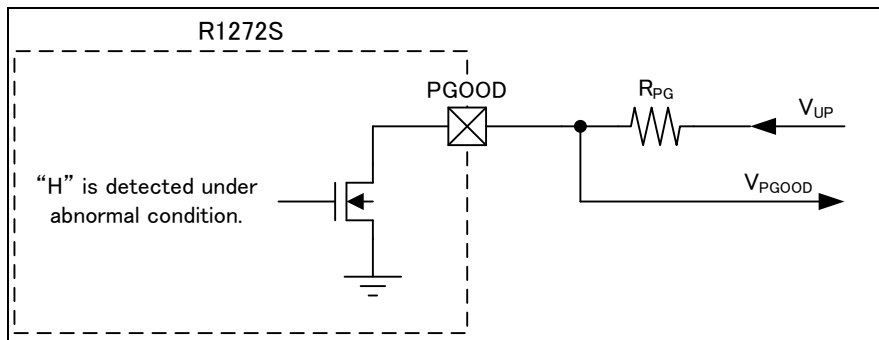 R1272S
PGOOD
RPG
VUP
VPGOOD
“H” is detected under
abnormal condition.